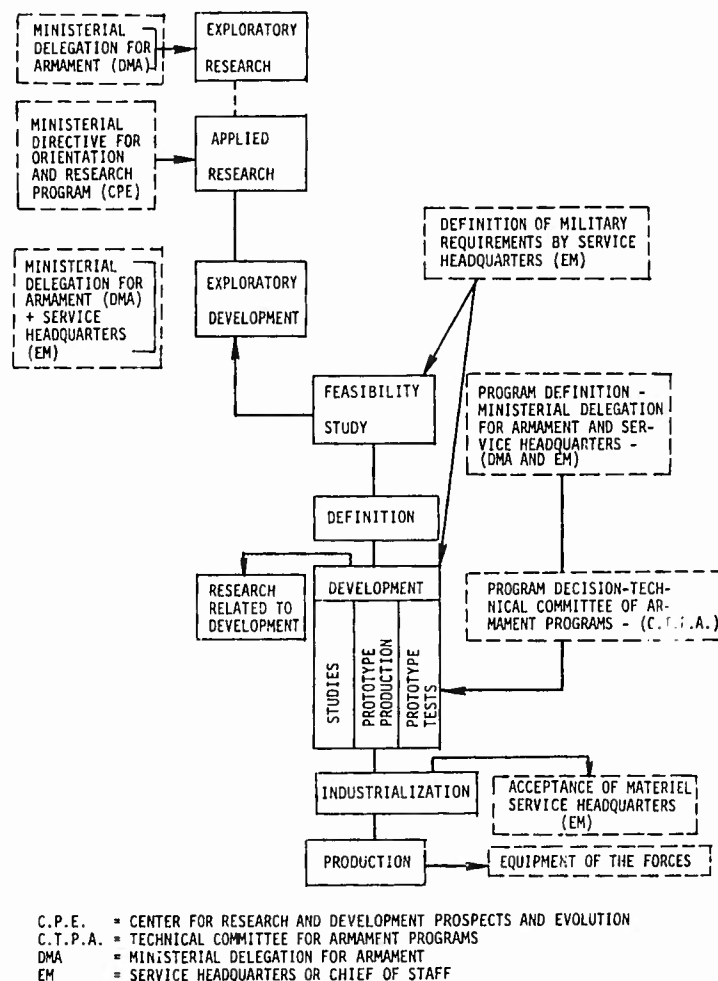 MINISTERIAL
DELEGATION FOR
ARMAMENT (DMA)
EXPLORATORY
RESEARCH
MINISTERIAL
DIRECTIVE FOR
ORIENTATION
AND RESEARCH
PROGRAM (CPE)
APPLIED
RESEARCH
DEFINITION OF MILITARY
REQUIREMENTS BY SERVICE
HEADQUARTERS (EM)
MINISTERIAL
DELEGATION FOR
ARMAMENT (DMA)
+ SERVICE
HEADQUARTERS
(EM)
EXPLORATORY
DEVELOPMENT
FEASIBILITY
STUDY
PROGRAM DEFINITION -
MINISTERIAL DELEGATION
FOR ARMAMENT AND SER-
VICE HEADQUARTERS -
(DMA AND EM)
DEFINITION
RESEARCH
RELATED TO
DEVELOPMENT
DEVELOPMENT
STUDIES
PROTOTYPE
PRODUCTION
PROTOTYPE
TESTS
PROGRAM DECISION-TECH-
NICAL COMMITTEE OF AR-
MAMENT PROGRAMS - (C.T.P.A.)
INDUSTRIALIZATION
ACCEPTANCE OF MATERIEL
SERVICE HEADQUARTERS
(EM)
PRODUCTION
EQUIPMENT OF THE FORCES
C.P.E. = CENTER FOR RESEARCH AND DEVELOPMENT PROSPECTS AND EVOLUTION
C.T.P.A. = TECHNICAL COMMITTEE FOR ARMAMENT PROGRAMS
DMA = MINISTERIAL DELEGATION FOR ARMAMENT
EM = SERVICE HEADQUARTERS OR CHIEF OF STAFF